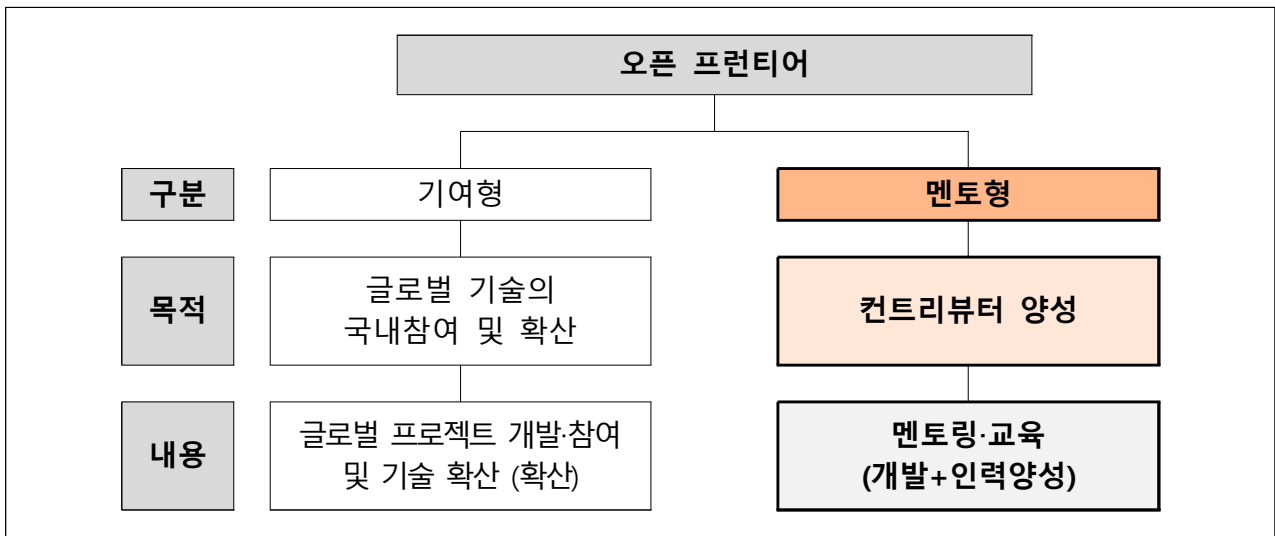 오픈 프런티어
구분
기여형
멘토형
목적
글로벌 기술의
국내참여 및 확산
컨트리뷰터 양성
내용
글로벌 프로젝트 개발·참여
및 기술 확산 (확산)
멘토링·교육
(개발+인력양성)